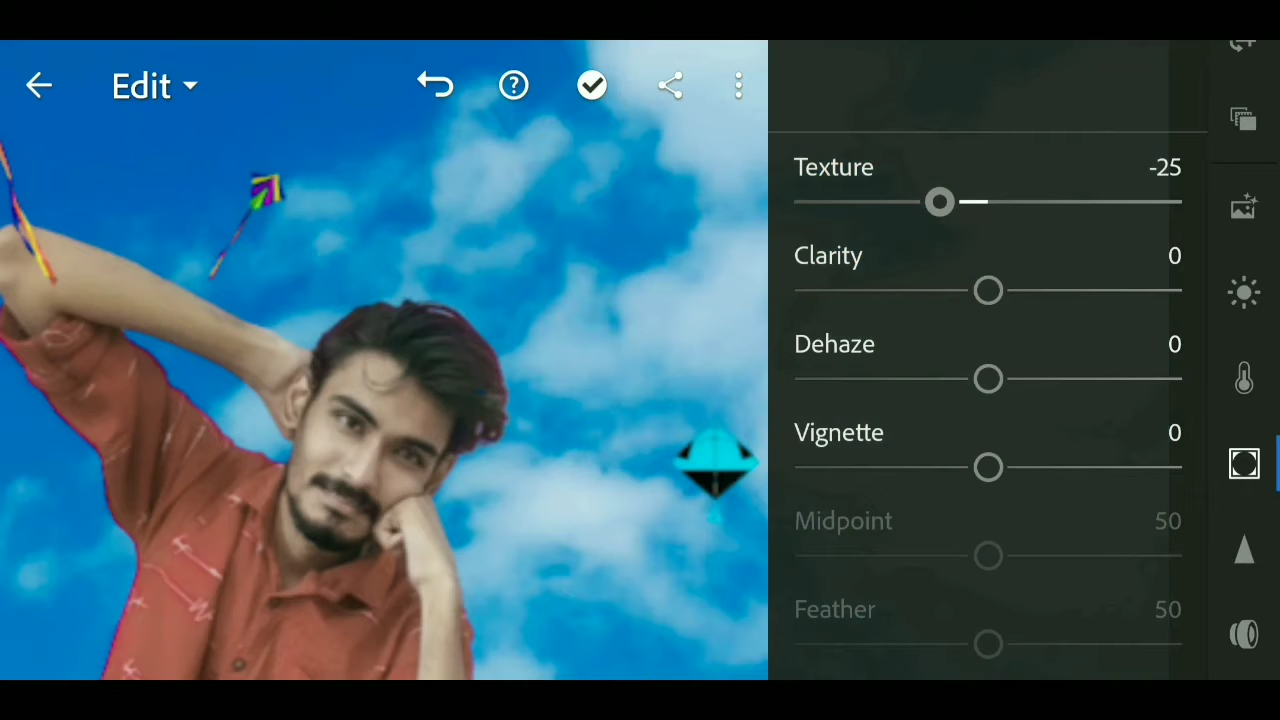 Edit
Texture -25
Clarity 0
Dehaze 0
Vignette 0
Midpoint 50
Feather 50